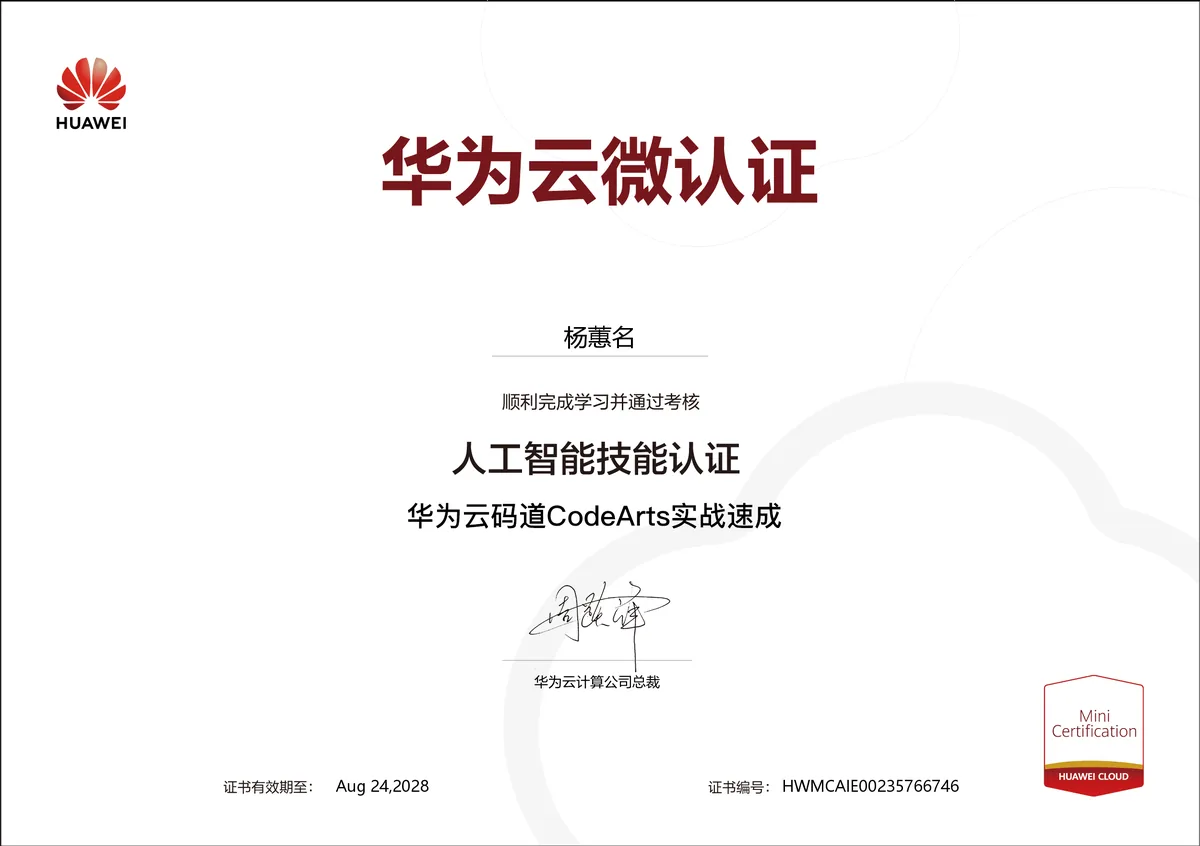 HUAWEI
华为云微认证
杨蕙名
顺利完成学习并通过考核
人工智能技能认证
华为云码道CodeArts实战速成
华为云计算公司总裁
证书有效期至： Aug 24,2028
证书编号： HWMCAIE00235766746
Mini
Certification
HUAWEI CLOUD